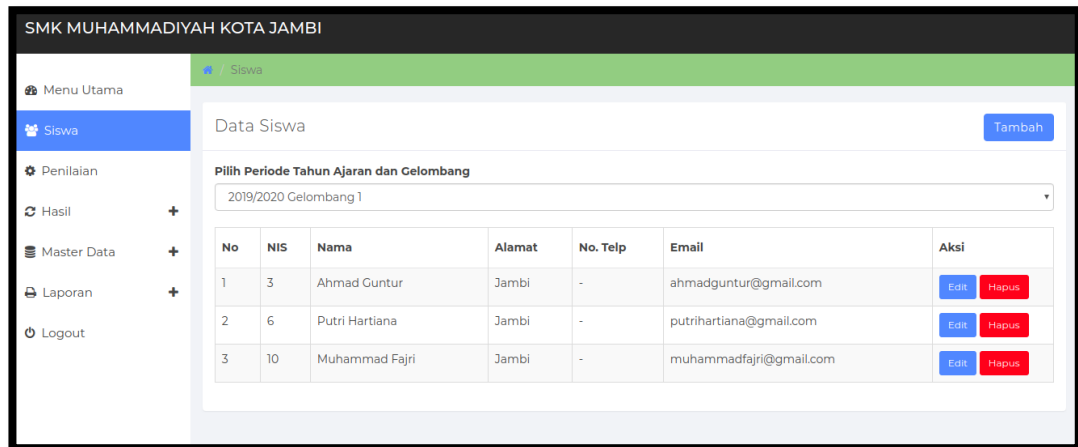 SMK MUHAMMADIYAH KOTA JAMBI
/ Siswa
Menu Utama
Siswa
Penilaian
Hasil +
Master Data +
Laporan +
Logout
Data Siswa
Tambah
Pilih Periode Tahun Ajaran dan Gelombang
2019/2020 Gelombang 1
No NIS Nama Alamat No. Telp Email Aksi
1 3 Ahmad Guntur Jambi - ahmadguntur@gmail.com Edit Hapus
2 6 Putri Hartiana Jambi - putrihartiana@gmail.com Edit Hapus
3 10 Muhammad Fajri Jambi - muhammadfajri@gmail.com Edit Hapus